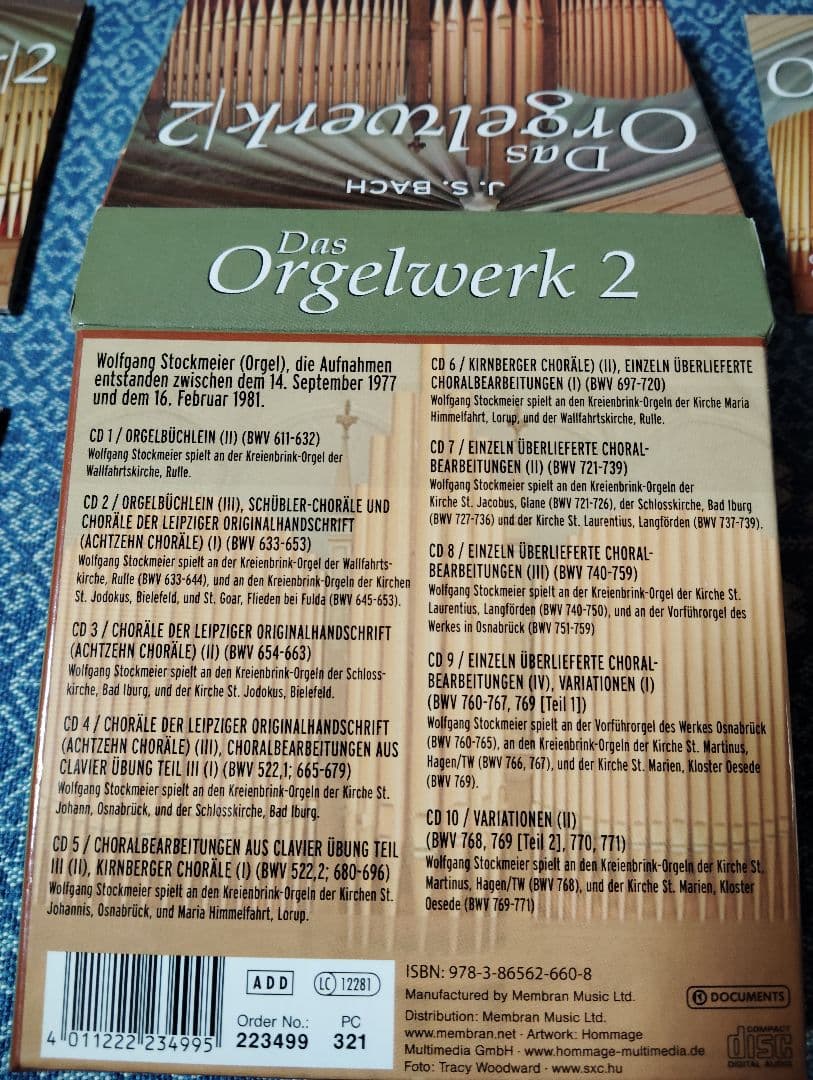 r/2
O
Das
Orgelwerk/2
J. S. BACH
Das
Orgelwerk 2
Wolfgang Stockmeier (Orgel), die Aufnahmen
entstanden zwischen dem 14. September 1977
und dem 16. Februar 1981.
CD 1 / ORGELBÜCHLEIN (II) (BWV 611-632)
Wolfgang Stockmeier spielt an der Kreienbrink-Orgel der
Wallfahrtskirche, Rulle.
CD 2 / ORGELBÜCHLEIN (III), SCHÜBLER-CHORÄLE UND
CHORÄLE DER LEIPZIGER ORIGINALHANDSCHRIFT
(ACHTZEHN CHORÄLE) (I) (BWV 633-653)
Wolfgang Stockmeier spielt an der Kreienbrink-Orgel der Wallfahrts-
kirche, Rulle (BWV 633-644), und an den Kreienbrink-Orgeln der Kirchen
St. Jodokus, Bielefeld, und St. Goar, Flieden bei Fulda (BWV 645-653).
CD 3 / CHORÄLE DER LEIPZIGER ORIGINALHANDSCHRIFT
(ACHTZEHN CHORÄLE) (II) (BWV 654-663)
Wolfgang Stockmeier spielt an den Kreienbrink-Orgeln der Schloss-
kirche, Bad Iburg, und der Kirche St. Jodokus, Bielefeld.
CD 4 / CHORÄLE DER LEIPZIGER ORIGINALHANDSCHRIFT
(ACHTZEHN CHORÄLE) (III), CHORALBEARBEITUNGEN AUS
CLAVIER ÜBUNG TEIL III (I) (BWV 522,1; 665-679)
Wolfgang Stockmeier spielt an den Kreienbrink-Orgeln der Kirche St.
Johann, Osnabrück, und der Schlosskirche, Bad Iburg.
CD 5 / CHORALBEARBEITUNGEN AUS CLAVIER ÜBUNG TEIL
III (II), KIRNBERGER CHORÄLE (I) (BWV 522,2; 680-696)
Wolfgang Stockmeier spielt an den Kreienbrink-Orgeln der Kirchen St.
Johannis, Osnabrück, und Maria Himmelfahrt, Lorup.
CD 6 / KIRNBERGER CHORÄLE) (II), EINZELN ÜBERLIEFERTE
CHORALBEARBEITUNGEN (I) (BWV 697-720)
Wolfgang Stockmeier spielt an den Kreienbrink-Orgeln der Kirche Maria
Himmelfahrt, Lorup, und der Wallfahrtskirche, Rulle.
CD 7 / EINZELN ÜBERLIEFERTE CHORAL-
BEARBEITUNGEN (II) (BWV 721-739)
Wolfgang Stockmeier spielt an den Kreienbrink-Orgeln der
Kirche St. Jacobus, Glane (BWV 721-726), der Schlosskirche, Bad Iburg
(BWV 727-736) und der Kirche St. Laurentius, Langförden (BWV 737-739).
CD 8 / EINZELN ÜBERLIEFERTE CHORAL-
BEARBEITUNGEN (III) (BWV 740-759)
Wolfgang Stockmeier spielt an den Kreienbrink-Orgel der Kirche St.
Laurentius, Langförden (BWV 740-750), und an der Vorführorgel des
Werkes in Osnabrück (BWV 751-759)
CD 9 / EINZELN ÜBERLIEFERTE CHORAL-
BEARBEITUNGEN (IV), VARIATIONEN (I)
(BWV 760-767, 769 [Teil 1])
Wolfgang Stockmeier spielt an der Vorführorgel des Werkes Osnabrück
(BWV 760-765), an den Kreienbrink-Orgeln der Kirche St. Martinus,
Hagen/TW (BWV 766, 767), und der Kirche St. Marien, Kloster Oesede
(BWV 769).
CD 10 / VARIATIONEN (II)
(BWV 768, 769 [Teil 2], 770, 771)
Wolfgang Stockmeier spielt an den Kreienbrink-Orgeln der Kirche St.
Martinus, Hagen/TW (BWV 768), und der Kirche St. Marien, Kloster
Oesede (BWV 769-771)
4 011222 234995
ADD
LC 12281
Order No.: PC
223499 321
ISBN: 978-3-86562-660-8
Manufactured by Membran Music Ltd.
Distribution: Membran Music Ltd.
www.membran.net · Artwork: Hommage
Multimedia GmbH · www.hommage-multimedia.de
Foto: Tracy Woodward · www.sxc.hu
DOCUMENTS
COMPACT
disc
DIGITAL AUDIO